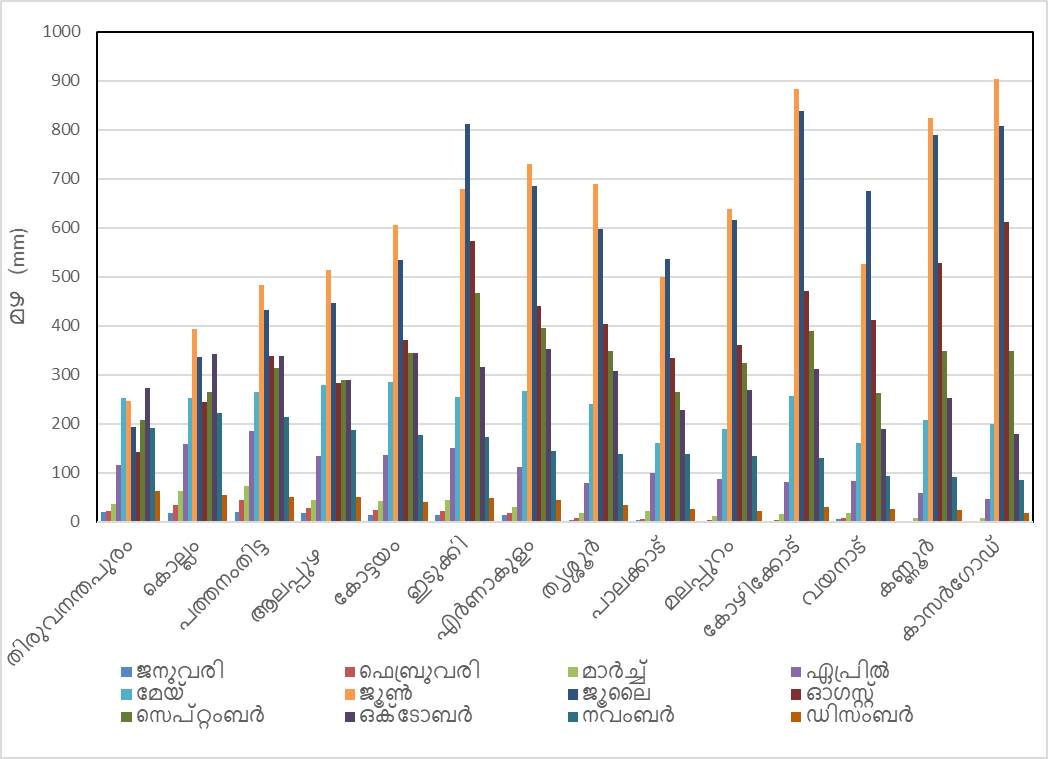 1000
900
800
700
600
500
400
300
200
100
0
മഴ (mm)
തിരുവനന്തപുരം
കൊല്ലം
പത്തനംതിട്ട
ആലപ്പുഴ
കോട്ടയം
ഇടുക്കി
എർണാകുളം
തൃശ്ശൂർ
പാലക്കാട്
മലപ്പുറം
കോഴിക്കോട്
വയനാട്
കണ്ണൂർ
കാസർഗോഡ്
ജനുവരി ഫെബ്രുവരി മാർച്ച് ഏപ്രിൽ
മേയ് ജൂൺ ജൂലൈ ഓഗസ്റ്റ്
സെപ്റ്റംബർ ഒക്ടോബർ നവംബർ ഡിസംബർ